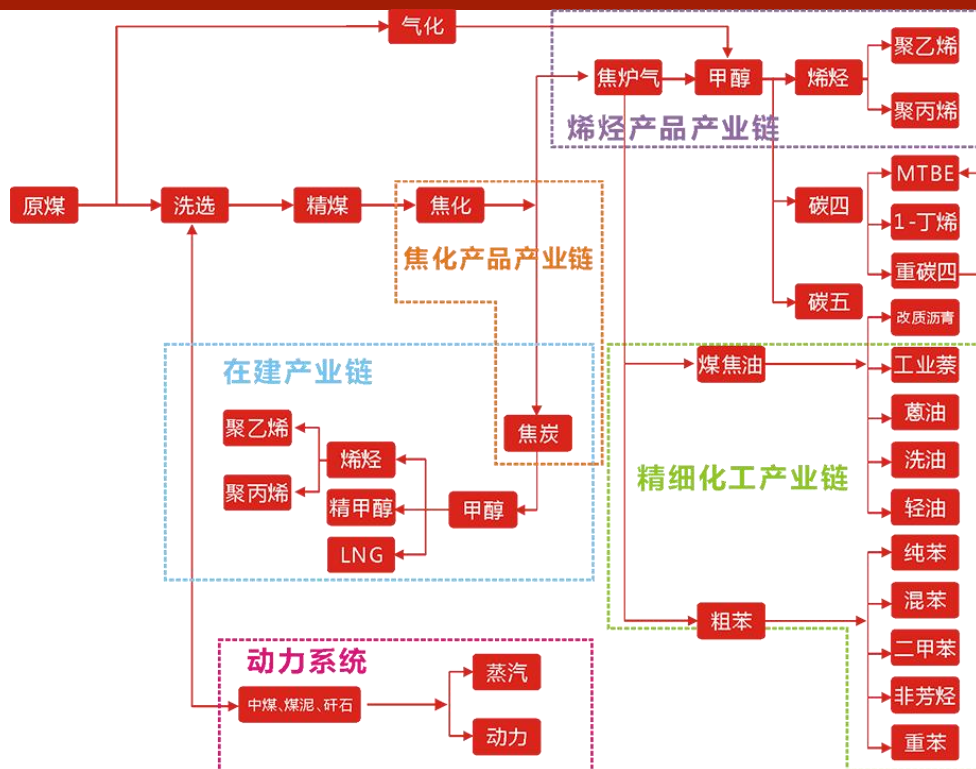 气化
聚乙烯
焦炉气
甲醇
烯烃
聚丙烯
烯烃产品产业链
MTBE
原煤
洗选
精煤
焦化
碳四
1-丁烯
焦化产品产业链
重碳四
碳五
改质沥青
在建产业链
煤焦油
工业萘
聚乙烯
焦炭
蒽油
烯烃
洗油
聚丙烯
精细化工产业链
精甲醇
甲醇
轻油
LNG
纯苯
混苯
粗苯
动力系统
二甲苯
蒸汽
中煤、煤泥、矸石
非芳烃
动力
重苯